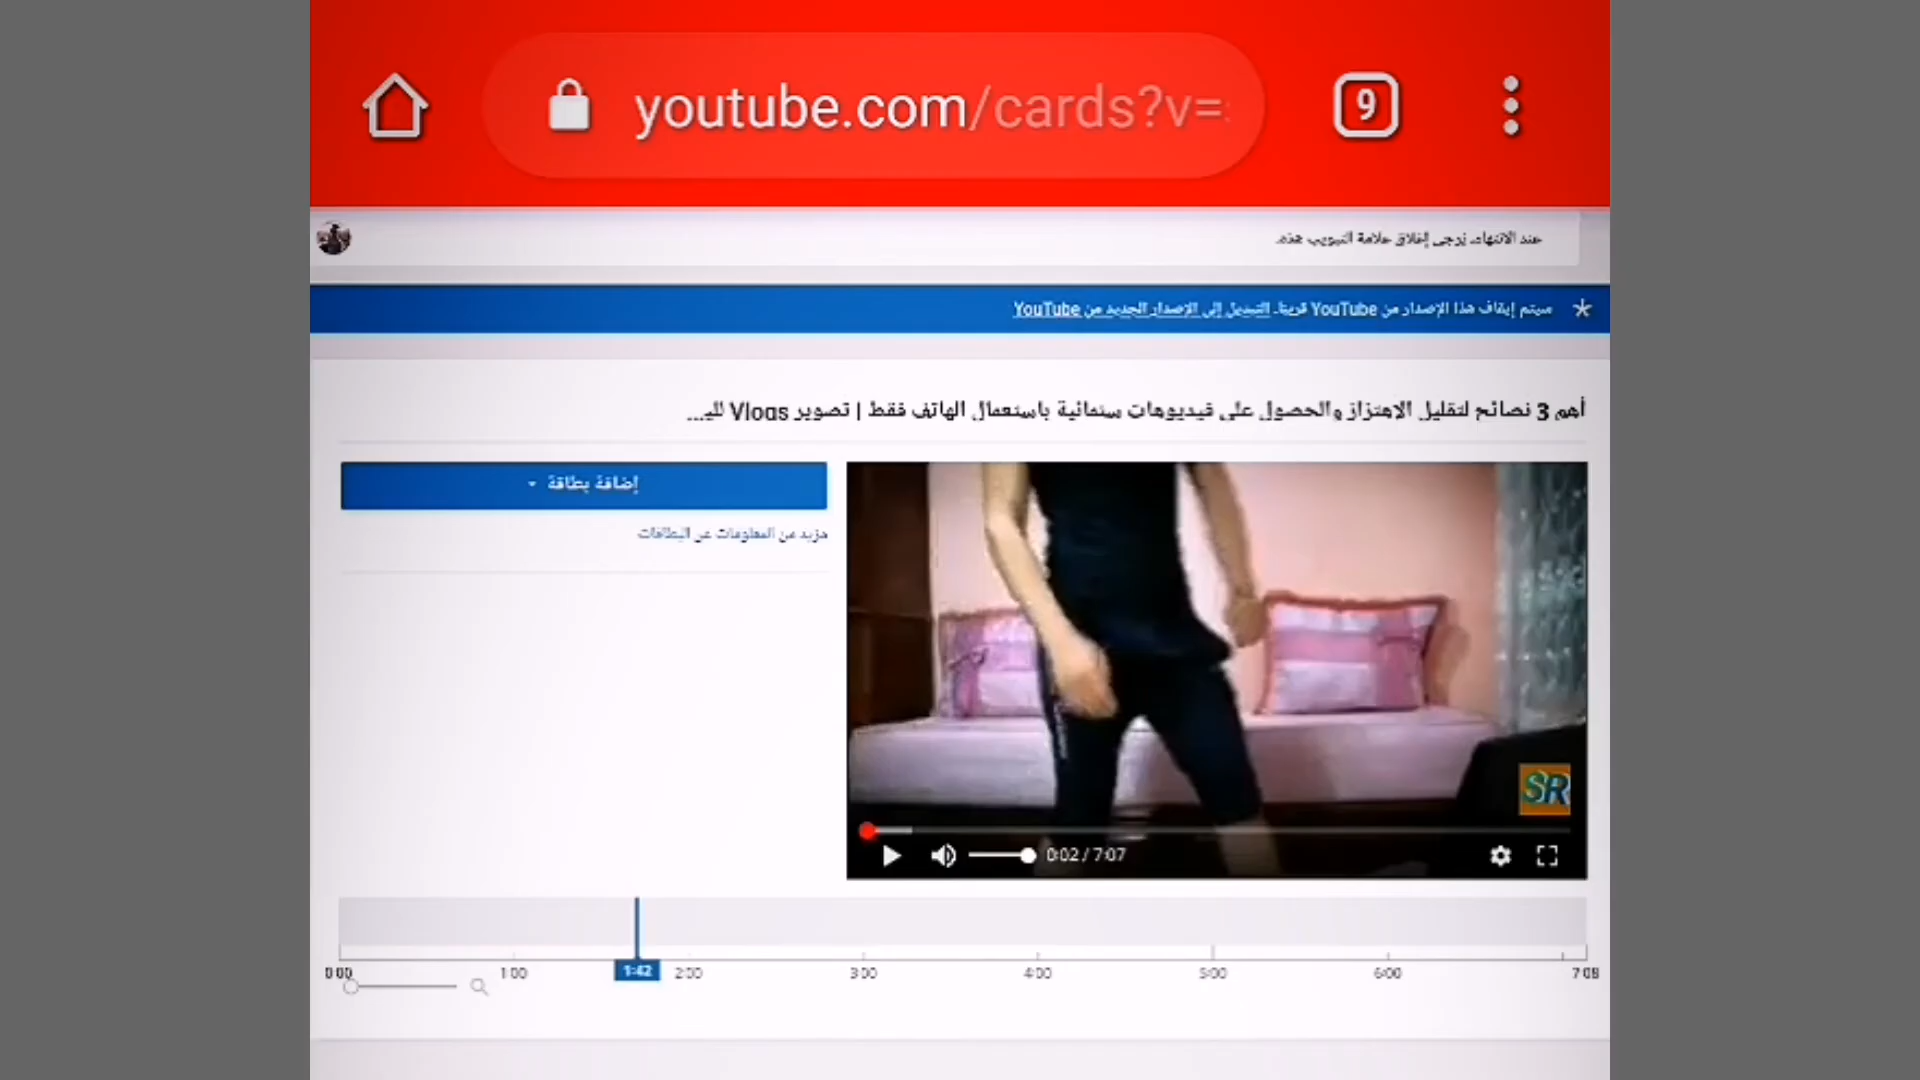 youtube.com/cards?v=
9
عند الانتهاء، يُرجى إغلاق علامة التبويب هذه.
سيتم إيقاف هذا الإصدار من YouTube قريبًا. التبديل إلى الإصدار الجديد من YouTube
أهم 3 نصائح لتقليل الاهتزاز والحصول على فيديوهات سنمائية باستعمال الهاتف فقط | تصوير Vlogs للـ...
إضافة بطاقة
مزيد من المعلومات عن البطاقات
SR
0:02 / 7:07
0:00 1:00 1:42 2:00 3:00 4:00 5:00 6:00 7:08